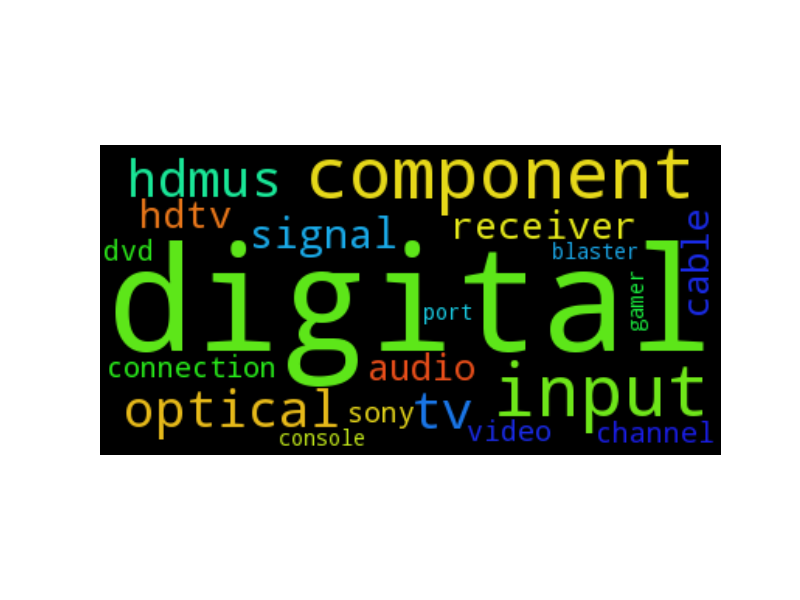 hdmus component
hdtv signal receiver cable
dvd digital blaster
port gamer
connection audio input
optical sony tv
console video channel